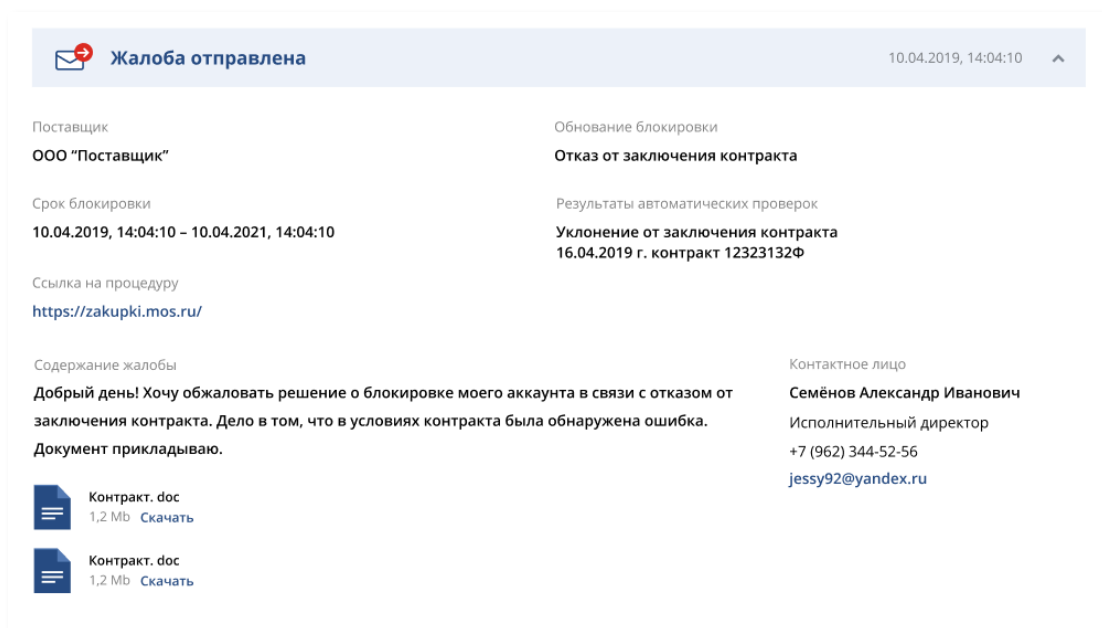 Жалоба отправлена
10.04.2019, 14:04:10
Поставщик
ООО “Поставщик”
Обнование блокировки
Отказ от заключения контракта
Срок блокировки
10.04.2019, 14:04:10 – 10.04.2021, 14:04:10
Результаты автоматических проверок
Уклонение от заключения контракта
16.04.2019 г. контракт 12323132Ф
Ссылка на процедуру
https://zakupki.mos.ru/
Содержание жалобы
Добрый день! Хочу обжаловать решение о блокировке моего аккаунта в связи с отказом от
заключения контракта. Дело в том, что в условиях контракта была обнаружена ошибка.
Документ прикладываю.
Контактное лицо
Семёнов Александр Иванович
Исполнительный директор
+7 (962) 344-52-56
jessy92@yandex.ru
Контракт. doc
1,2 Mb Скачать
Контракт. doc
1,2 Mb Скачать